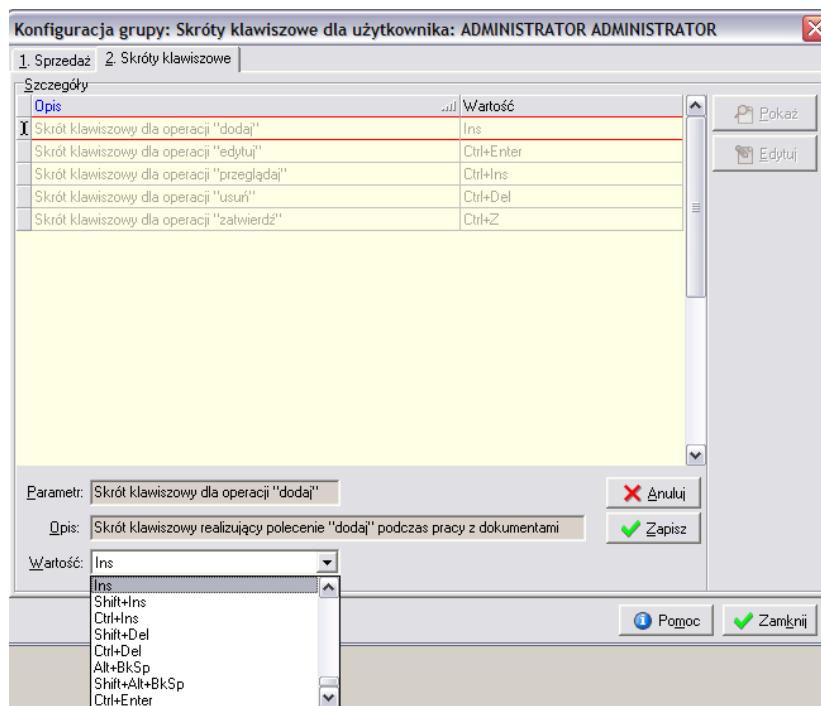 Konfiguracja grupy: Skróty klawiszowe dla użytkownika: ADMINISTRATOR ADMINISTRATOR
1. Sprzedaż 2. Skróty klawiszowe
Szczegóły
Opis Wartość
Skrót klawiszowy dla operacji "dodaj" Ins
Skrót klawiszowy dla operacji "edytuj" Ctrl+Enter
Skrót klawiszowy dla operacji "przeglądaj" Ctrl+Ins
Skrót klawiszowy dla operacji "usuń" Ctrl+Del
Skrót klawiszowy dla operacji "zatwierdź" Ctrl+Z
Pokaż
Edytuj
Parametr: Skrót klawiszowy dla operacji "dodaj"
Anuluj
Opis: Skrót klawiszowy realizujący polecenie "dodaj" podczas pracy z dokumentami
Zapisz
Wartość: Ins
Ins
Shift+Ins
Ctrl+Ins
Shift+Del
Ctrl+Del
Alt+BkSp
Shift+Alt+BkSp
Ctrl+Enter
Pomoc Zamknij